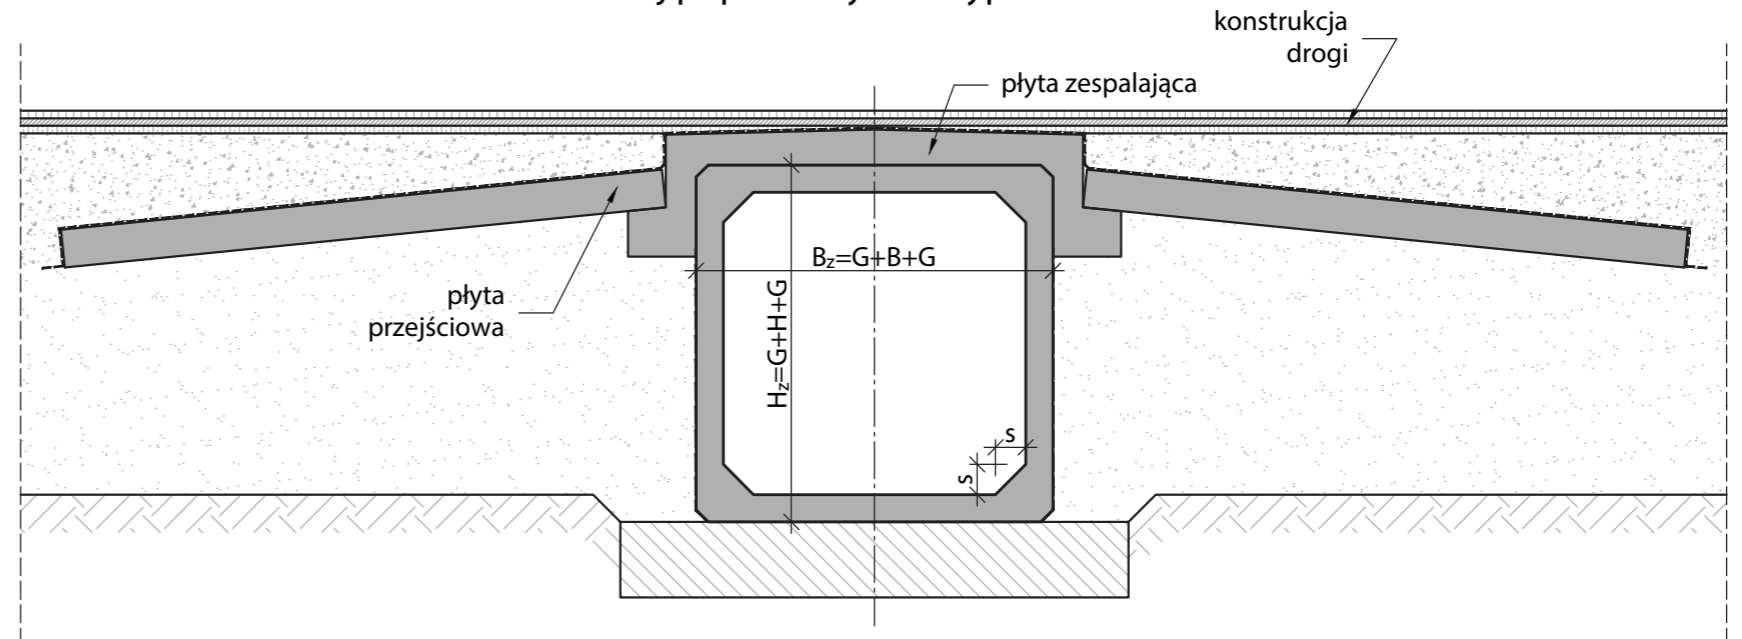 konstrukcja
drogi
płyta zespalająca
Bz=G+B+G
Hz=G+H+G
płyta
przejściowa
s
s